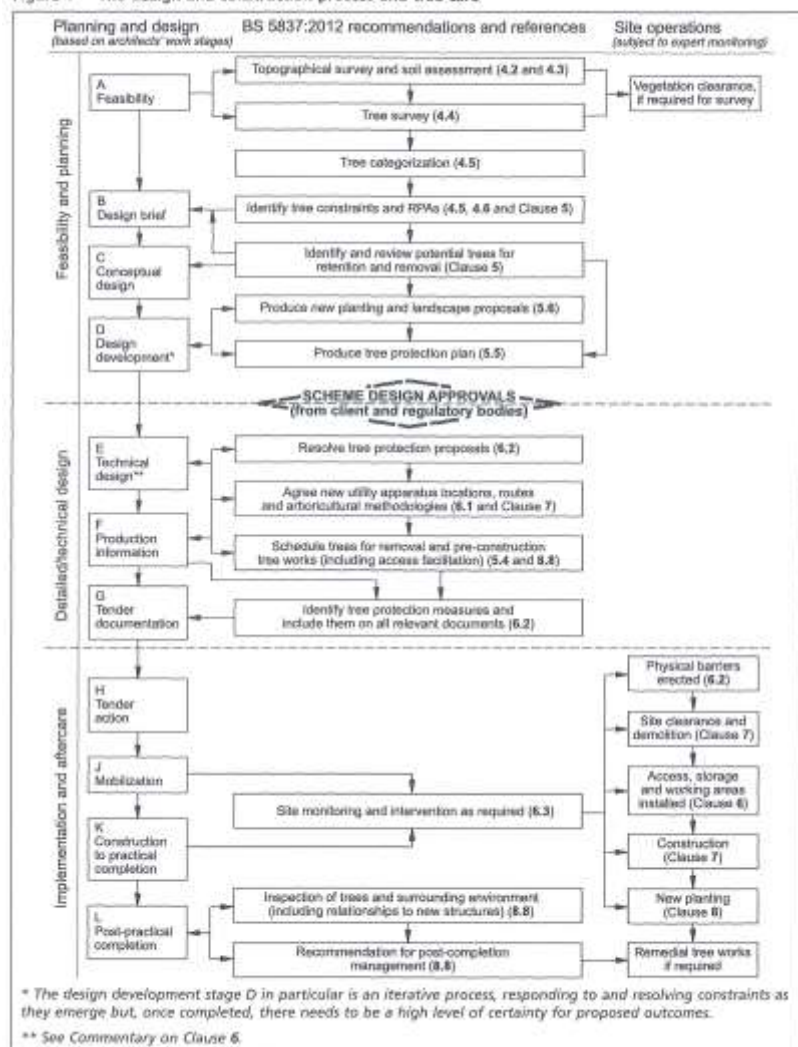 Planning and design
(based on architects' work stages)
BS 5837:2012 recommendations and references
Site operations
(subject to expert monitoring)
Feasibility and planning
A
Feasibility
Topographical survey and soil assessment (4.2 and 4.3)
Tree survey (4.4)
Vegetation clearance,
if required for survey
Tree categorization (4.5)
B
Design brief
Identify tree constraints and RPAs (4.5, 4.6 and Clause 5)
C
Conceptual
design
Identify and review potential trees for
retention and removal (Clause 5)
D
Design
development*
Produce new planting and landscape proposals (5.6)
Produce tree protection plan (5.5)
SCHEME DESIGN APPROVALS
(from client and regulatory bodies)
Detailed/technical design
E
Technical
design**
Resolve tree protection proposals (6.2)
Agree new utility apparatus locations, routes
and arboricultural methodologies (6.1 and Clause 7)
F
Production
information
Schedule trees for removal and pre-construction
tree works (including access facilitation) (5.4 and 8.8)
G
Tender
documentation
Identify tree protection measures and
include them on all relevant documents (6.2)
Implementation and aftercare
H
Tender
action
J
Mobilization
K
Construction
to practical
completion
Site monitoring and intervention as required (6.3)
Physical barriers
erected (6.2)
Site clearance and
demolition (Clause 7)
Access, storage
and working areas
installed (Clause 6)
Construction
(Clause 7)
New planting
(Clause 8)
L
Post-practical
completion
Inspection of trees and surrounding environment
(including relationships to new structures) (8.8)
Recommendation for post-completion
management (8.8)
Remedial tree works
if required
* The design development stage D in particular is an iterative process, responding to and resolving constraints as
they emerge but, once completed, there needs to be a high level of certainty for proposed outcomes.
** See Commentary on Clause 6.